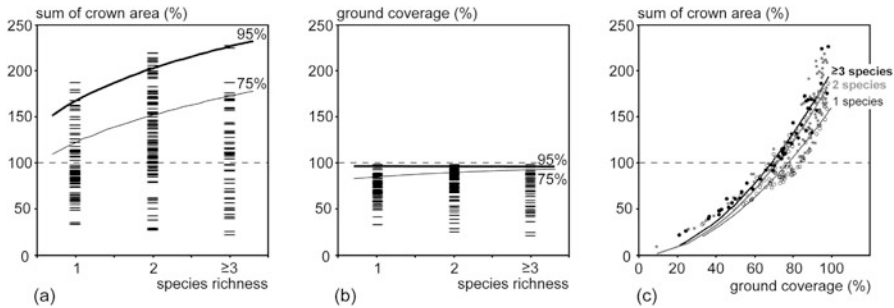 sum of crown area (%)
250
200
150
100
50
0
95%
75%
1
2
≥3
species richness
(a)
ground coverage (%)
250
200
150
100
50
0
95%
75%
1
2
≥3
species richness
(b)
sum of crown area (%)
250
200
150
100
50
0
≥3 species
2 species
1 species
0
20
40
60
80
100
ground coverage (%)
(c)